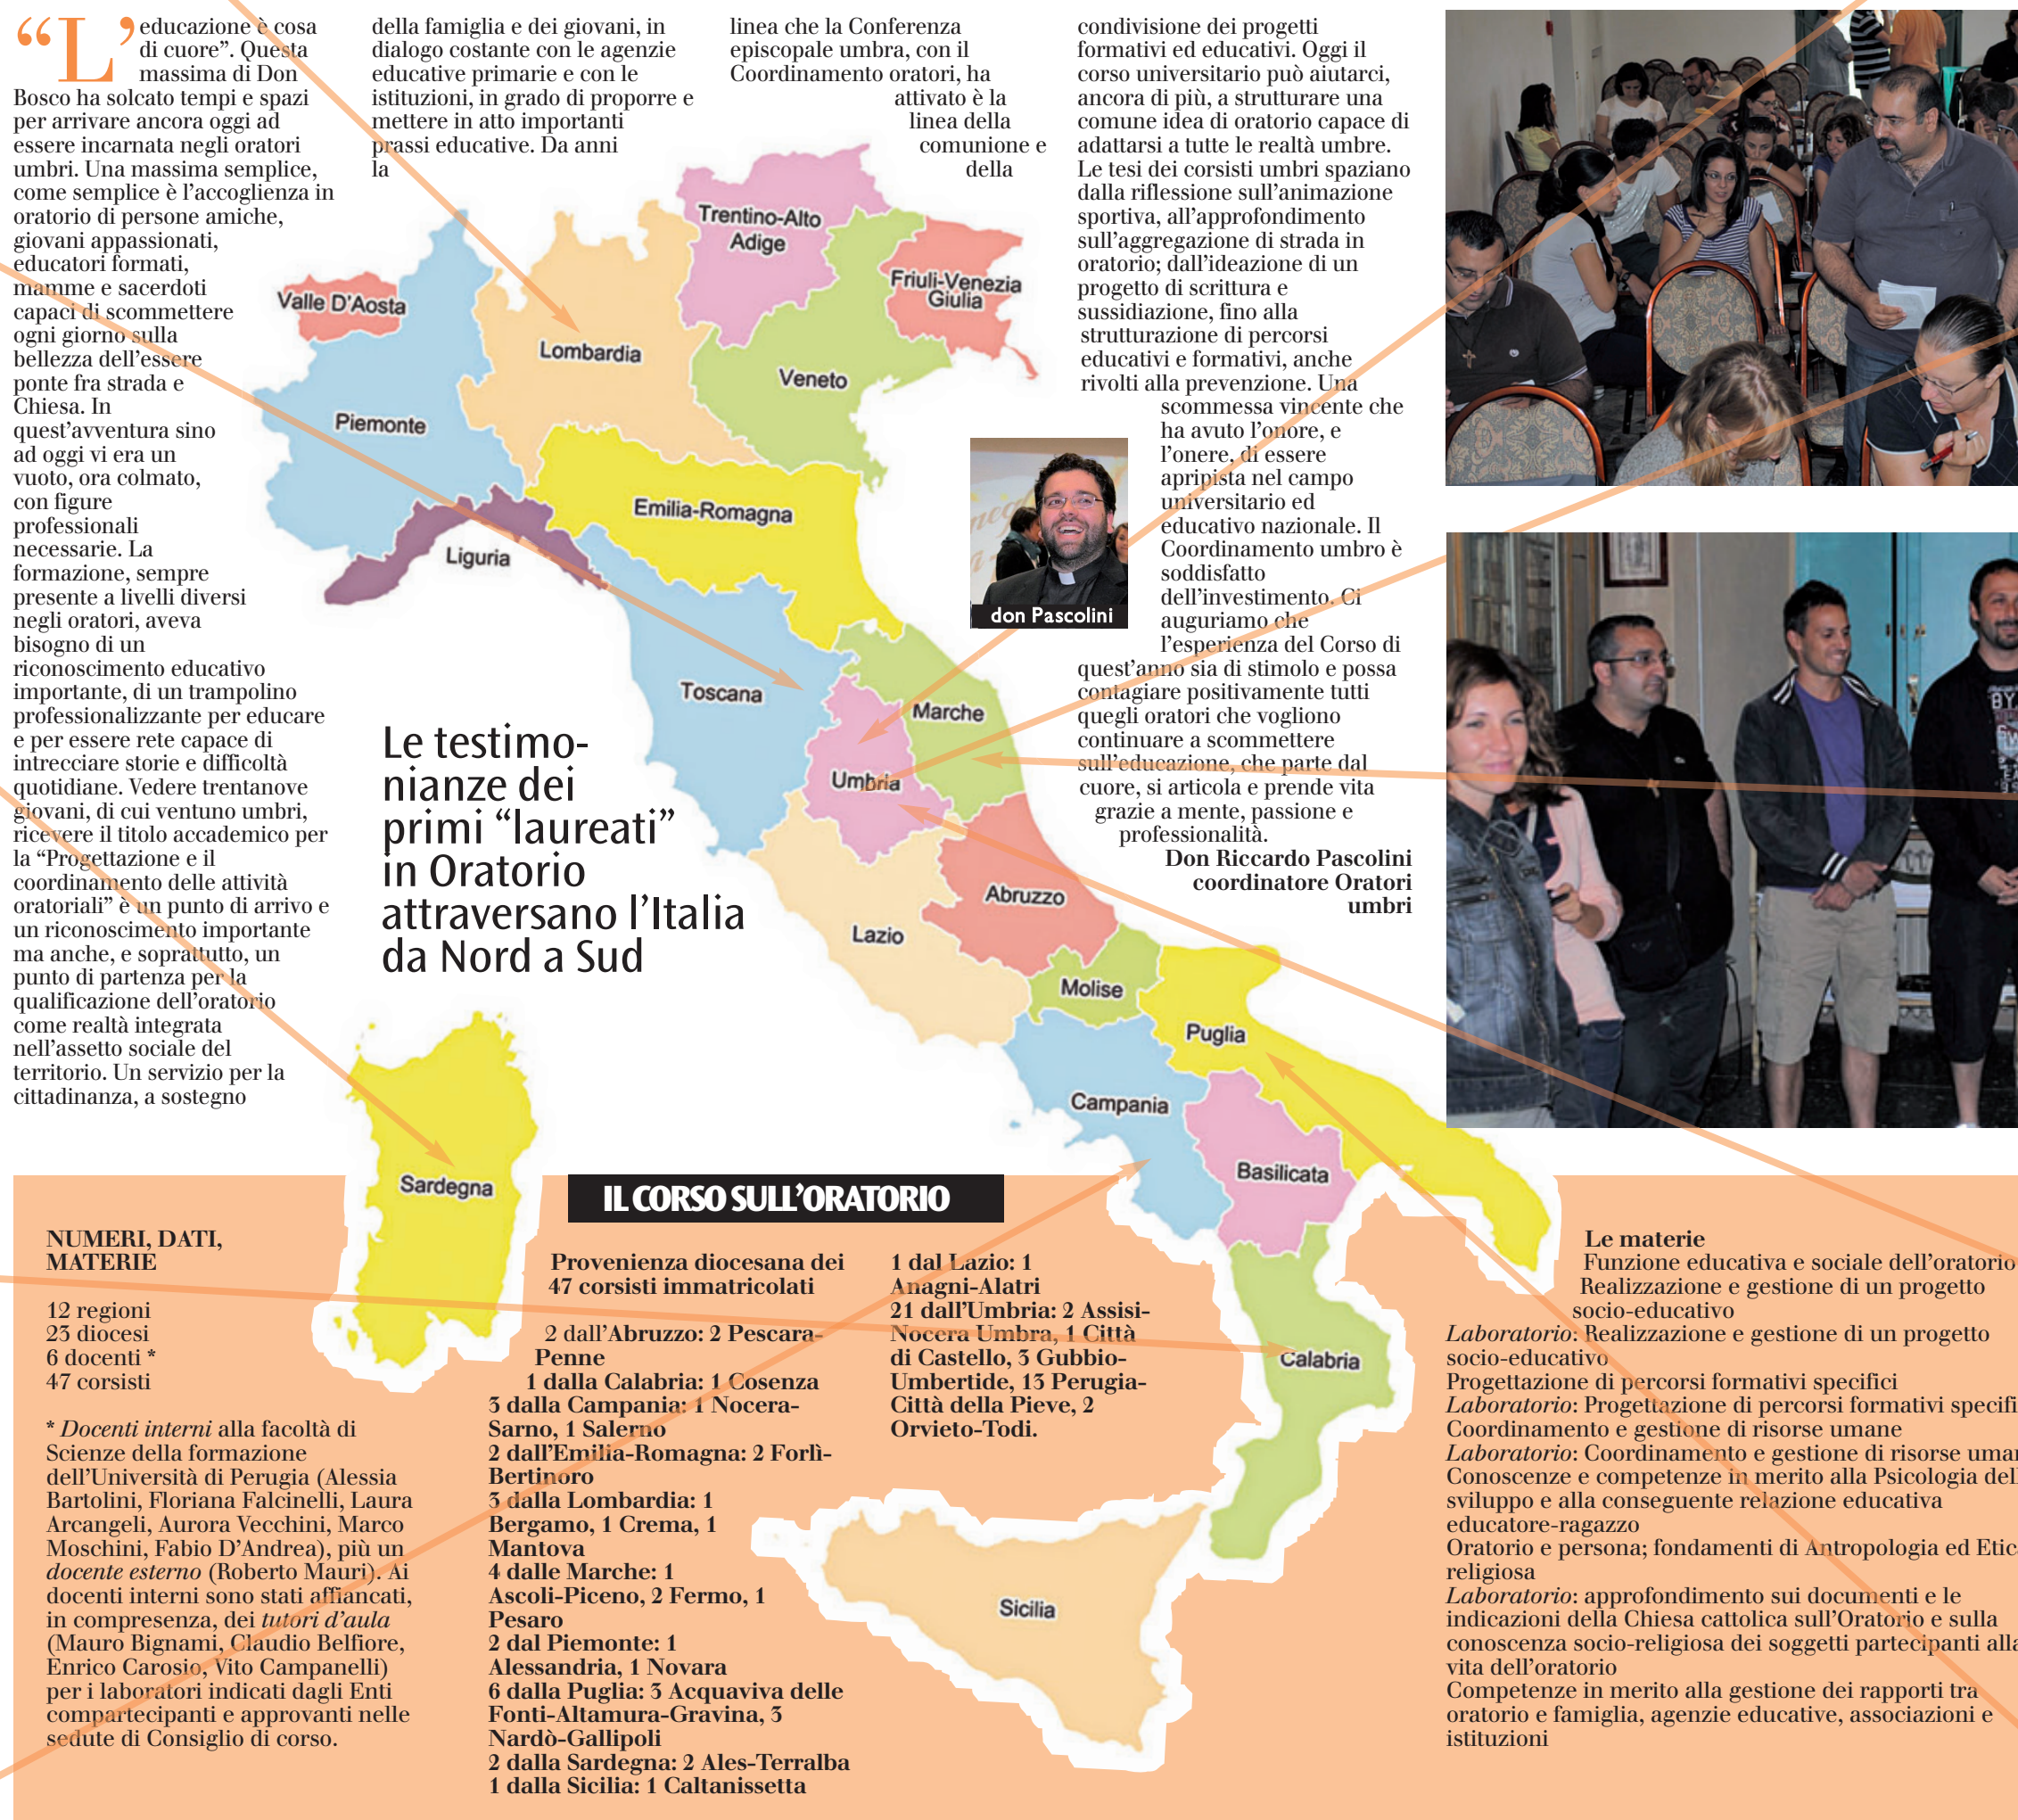 “L’educazione è cosa
di cuore”. Questa
massima di Don
Bosco ha solcato tempi e spazi
per arrivare ancora oggi ad
essere incarnata negli oratori
umbri. Una massima semplice,
come semplice è l’accoglienza in
oratorio di persone amiche,
giovani appassionati,
educatori formati,
mamme e sacerdoti
capaci di scommettere
ogni giorno sulla
bellezza dell’essere
ponte fra strada e
Chiesa. In
quest’avventura sino
ad oggi vi era un
vuoto, ora colmato,
con figure
professionali
necessarie. La
formazione, sempre
presente a livelli diversi
negli oratori, aveva
bisogno di un
riconoscimento educativo
importante, di un trampolino
professionalizzante per educare
e per essere rete capace di
intrecciare storie e difficoltà
quotidiane. Vedere trentanove
giovani, di cui ventuno umbri,
ricevere il titolo accademico per
la “Progettazione e il
coordinamento delle attività
oratoriali” è un punto di arrivo e
un riconoscimento importante
ma anche, e soprattutto, un
punto di partenza per la
qualificazione dell’oratorio
come realtà integrata
nell’assetto sociale del
territorio. Un servizio per la
cittadinanza, a sostegno
della famiglia e dei giovani, in
dialogo costante con le agenzie
educative primarie e con le
istituzioni, in grado di proporre e
mettere in atto importanti
prassi educative. Da anni
la
linea che la Conferenza
episcopale umbra, con il
Coordinamento oratori, ha
attivato è la
linea della
comunione e
della
condivisione dei progetti
formativi ed educativi. Oggi il
corso universitario può aiutarci,
ancora di più, a strutturare una
comune idea di oratorio capace di
adattarsi a tutte le realtà umbre.
Le tesi dei corsisti umbri spaziano
dalla riflessione sull’animazione
sportiva, all’approfondimento
sull’aggregazione di strada in
oratorio; dall’ideazione di un
progetto di scrittura e
sussidiazione, fino alla
strutturazione di percorsi
educativi e formativi, anche
rivolti alla prevenzione. Una
scommessa vincente che
ha avuto l’onore, e
l’onere, di essere
apripista nel campo
universitario ed
educativo nazionale. Il
Coordinamento umbro è
soddisfatto
dell’investimento. Ci
auguriamo che
l’esperienza del Corso di
quest’anno sia di stimolo e possa
contagiare positivamente tutti
quegli oratori che vogliono
continuare a scommettere
sull’educazione, che parte dal
cuore, si articola e prende vita
grazie a mente, passione e
professionalità.
Don Riccardo Pascolini
coordinatore Oratori
umbri
don Pascolini
Trentino-Alto
Adige
Friuli-Venezia
Giulia
Valle D'Aosta
Lombardia
Veneto
Piemonte
Emilia-Romagna
Liguria
Toscana
Marche
Umbria
Abruzzo
Lazio
Molise
Puglia
Campania
Basilicata
Sardegna
Calabria
Sicilia
Le testimo-
nianze dei
primi “laureati”
in Oratorio
attraversano l’Italia
da Nord a Sud
IL CORSO SULL’ORATORIO
NUMERI, DATI,
MATERIE
12 regioni
23 diocesi
6 docenti *
47 corsisti
* Docenti interni alla facoltà di
Scienze della formazione
dell’Università di Perugia (Alessia
Bartolini, Floriana Falcinelli, Laura
Arcangeli, Aurora Vecchini, Marco
Moschini, Fabio D’Andrea), più un
docente esterno (Roberto Mauri). Ai
docenti interni sono stati affiancati,
in compresenza, dei tutori d’aula
(Mauro Bignami, Claudio Belfiore,
Enrico Carosio, Vito Campanelli)
per i laboratori indicati dagli Enti
compartecipanti e approvanti nelle
sedute di Consiglio di corso.
Provenienza diocesana dei
47 corsisti immatricolati
2 dall’Abruzzo: 2 Pescara-
Penne
1 dalla Calabria: 1 Cosenza
3 dalla Campania: 1 Nocera-
Sarno, 1 Salerno
2 dall’Emilia-Romagna: 2 Forlì-
Bertinoro
3 dalla Lombardia: 1
Bergamo, 1 Crema, 1
Mantova
4 dalle Marche: 1
Ascoli-Piceno, 2 Fermo, 1
Pesaro
2 dal Piemonte: 1
Alessandria, 1 Novara
6 dalla Puglia: 3 Acquaviva delle
Fonti-Altamura-Gravina, 3
Nardò-Gallipoli
2 dalla Sardegna: 2 Ales-Terralba
1 dalla Sicilia: 1 Caltanissetta
1 dal Lazio: 1
Anagni-Alatri
21 dall’Umbria: 2 Assisi-
Nocera Umbra, 1 Città
di Castello, 3 Gubbio-
Umbertide, 13 Perugia-
Città della Pieve, 2
Orvieto-Todi.
Le materie
Funzione educativa e sociale dell’oratorio
Realizzazione e gestione di un progetto
socio-educativo
Laboratorio: Realizzazione e gestione di un progetto
socio-educativo
Progettazione di percorsi formativi specifici
Laboratorio: Progettazione di percorsi formativi specifi
Coordinamento e gestione di risorse umane
Laboratorio: Coordinamento e gestione di risorse uman
Conoscenze e competenze in merito alla Psicologia dell
sviluppo e alla conseguente relazione educativa
educatore-ragazzo
Oratorio e persona; fondamenti di Antropologia ed Etic
religiosa
Laboratorio: approfondimento sui documenti e le
indicazioni della Chiesa cattolica sull’Oratorio e sulla
conoscenza socio-religiosa dei soggetti partecipanti alla
vita dell’oratorio
Competenze in merito alla gestione dei rapporti tra
oratorio e famiglia, agenzie educative, associazioni e
istituzioni